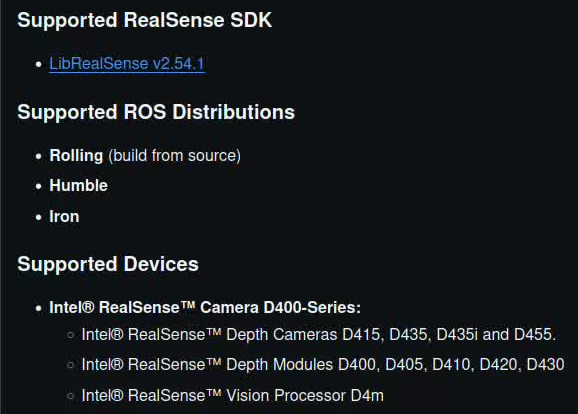 Supported RealSense SDK
• LibRealSense v2.54.1
Supported ROS Distributions
• Rolling (build from source)
• Humble
• Iron
Supported Devices
• Intel® RealSense™ Camera D400-Series:
○ Intel® RealSense™ Depth Cameras D415, D435, D435i and D455.
○ Intel® RealSense™ Depth Modules D400, D405, D410, D420, D430
○ Intel® RealSense™ Vision Processor D4m